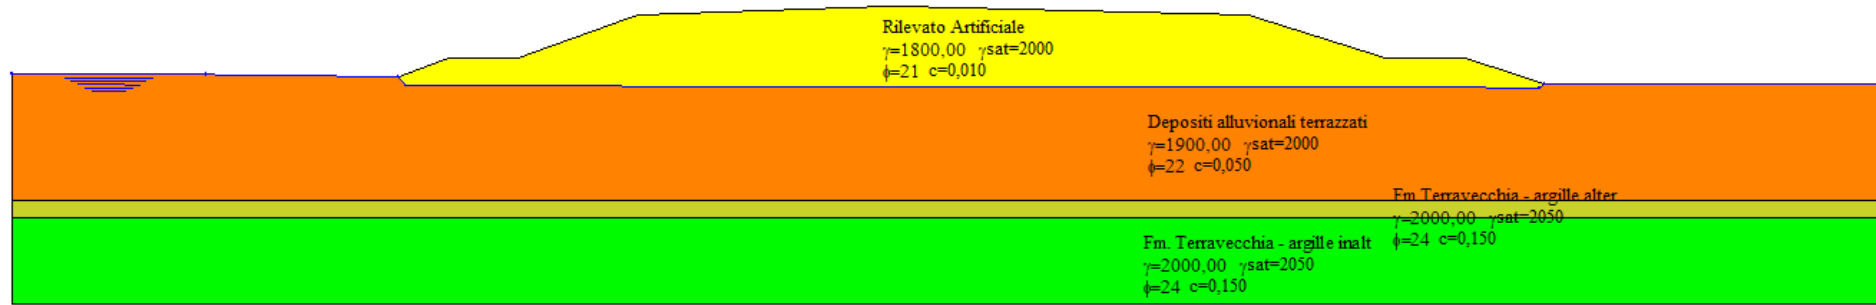 Rilevato Artificiale
γ=1800,00 γsat=2000
ϕ=21 c=0,010
Depositi alluvionali terrazzati
γ=1900,00 γsat=2000
ϕ=22 c=0,050
Fm Terravecchia - argille alter
γ=2000,00 γsat=2050
ϕ=24 c=0,150
Fm. Terravecchia - argille inalt
γ=2000,00 γsat=2050
ϕ=24 c=0,150